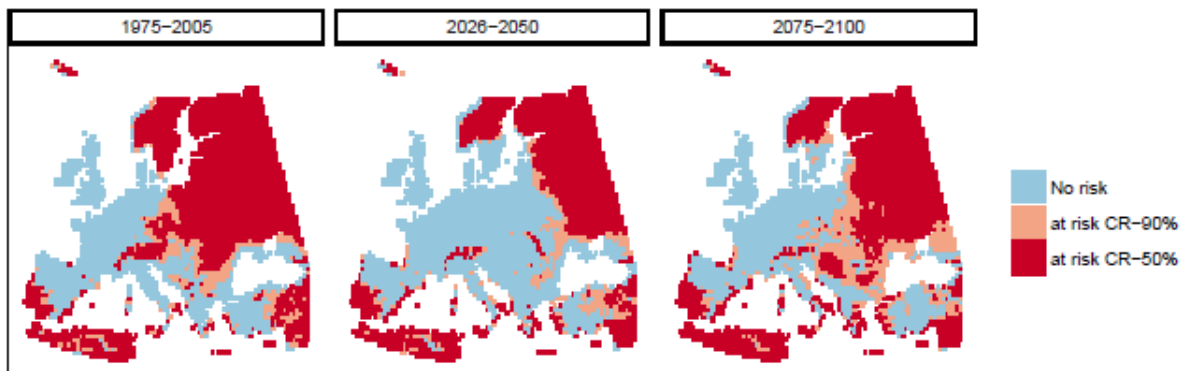 1975−2005
2026−2050
2075−2100
No risk
at risk CR−90%
at risk CR−50%